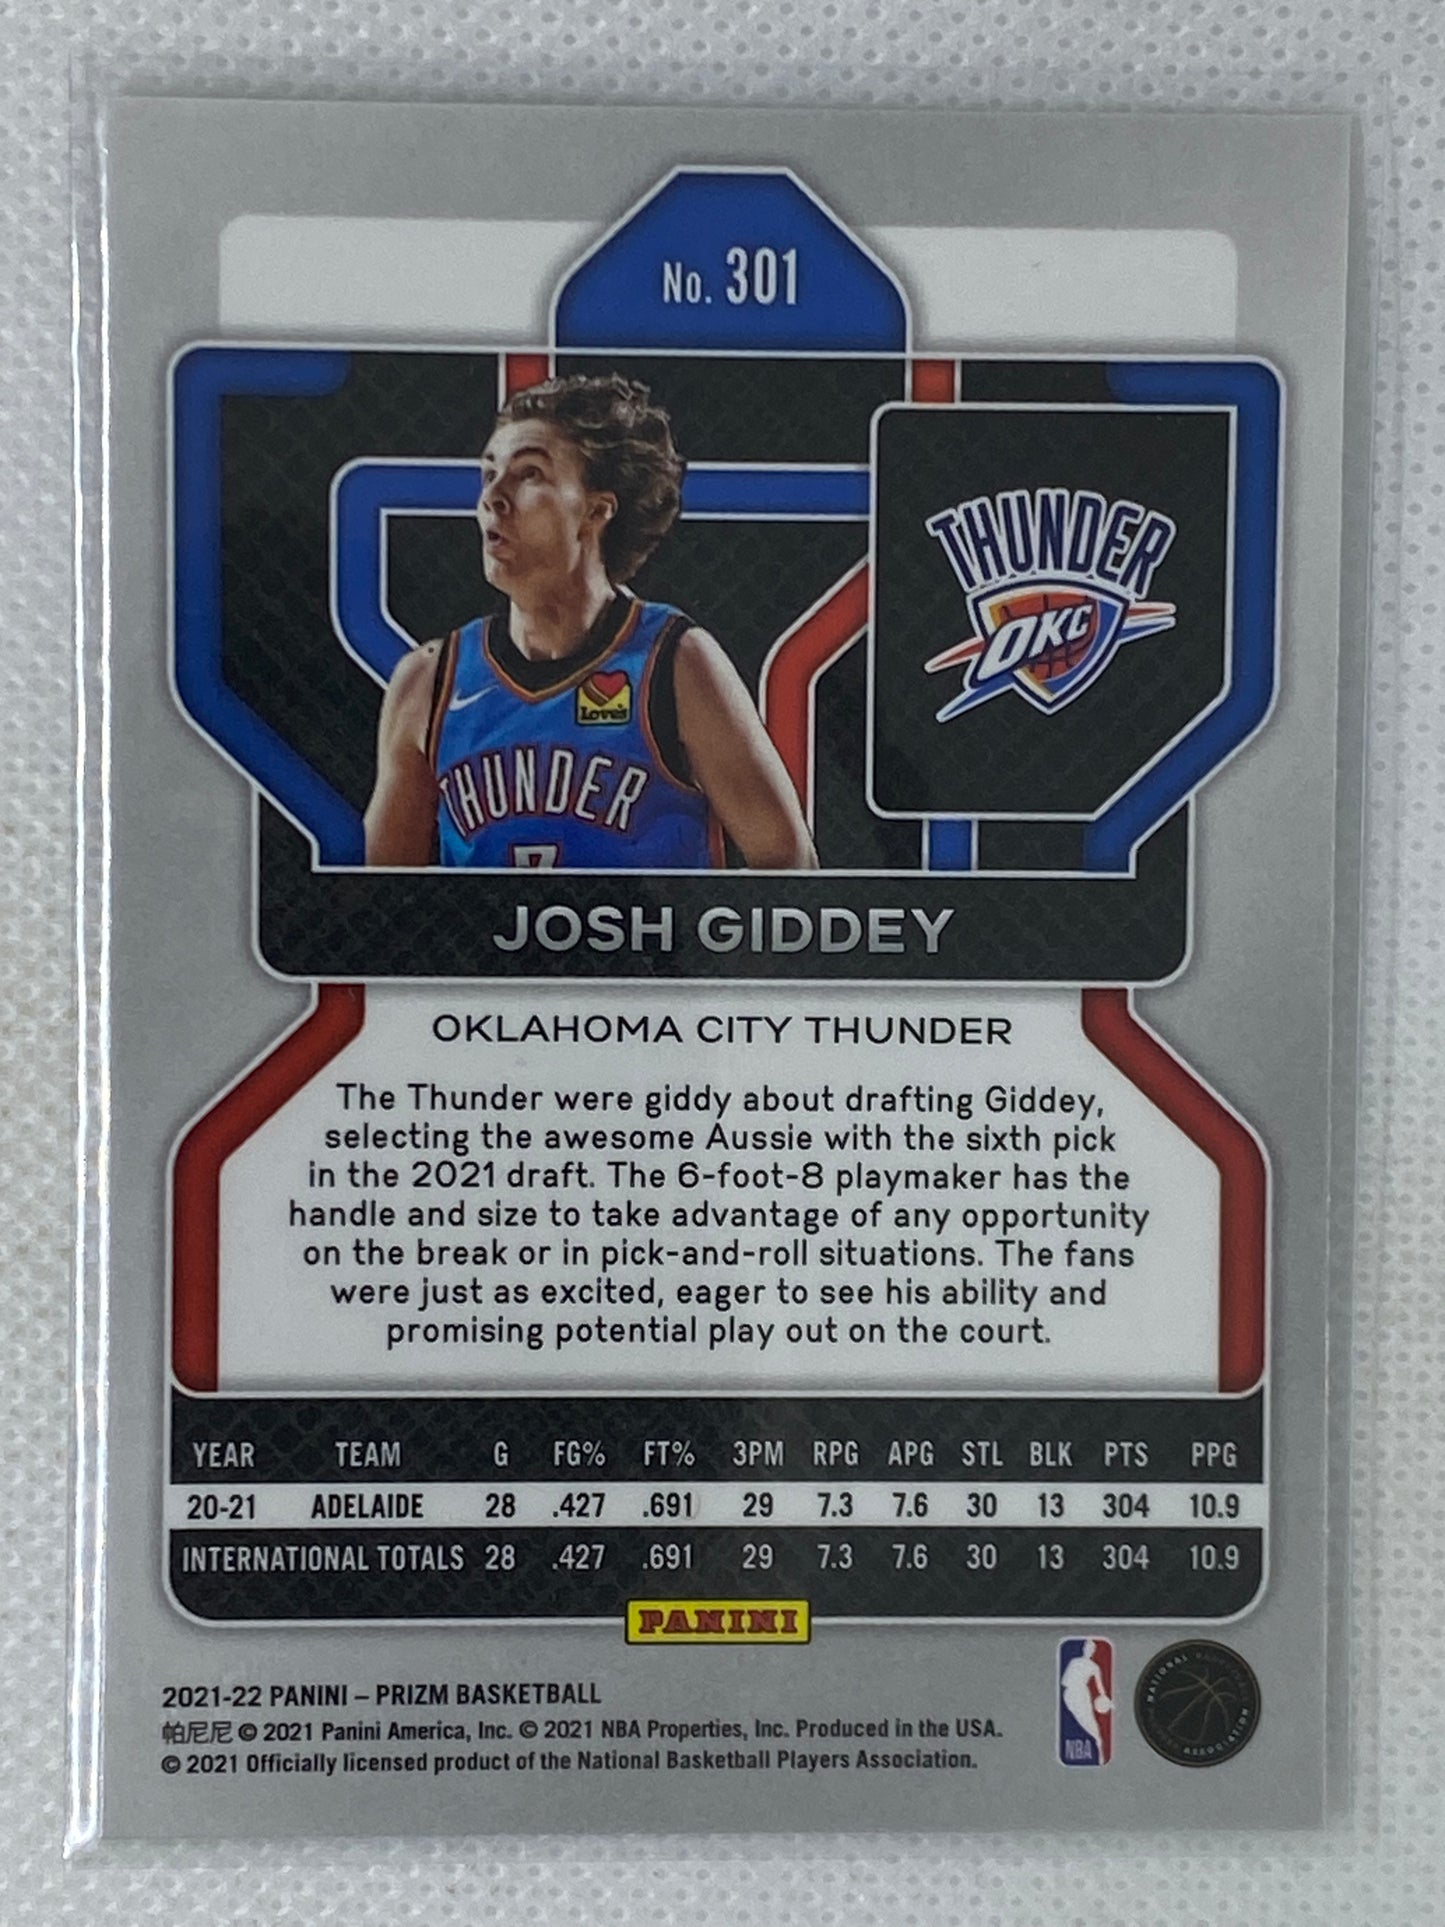 No. 301
THUNDER
OKC
Love's
THUNDER
7
JOSH GIDDEY
OKLAHOMA CITY THUNDER
The Thunder were giddy about drafting Giddey,
selecting the awesome Aussie with the sixth pick
in the 2021 draft. The 6-foot-8 playmaker has the
handle and size to take advantage of any opportunity
on the break or in pick-and-roll situations. The fans
were just as excited, eager to see his ability and
promising potential play out on the court.
YEAR TEAM G FG% FT% 3PM RPG APG STL BLK PTS PPG
20-21 ADELAIDE 28 .427 .691 29 7.3 7.6 30 13 304 10.9
INTERNATIONAL TOTALS 28 .427 .691 29 7.3 7.6 30 13 304 10.9
PANINI
2021-22 PANINI – PRIZM BASKETBALL
帕尼尼 © 2021 Panini America, Inc. © 2021 NBA Properties, Inc. Produced in the USA.
© 2021 Officially licensed product of the National Basketball Players Association.
NBA
NATIONAL BASKETBALL PLAYERS ASSOCIATION